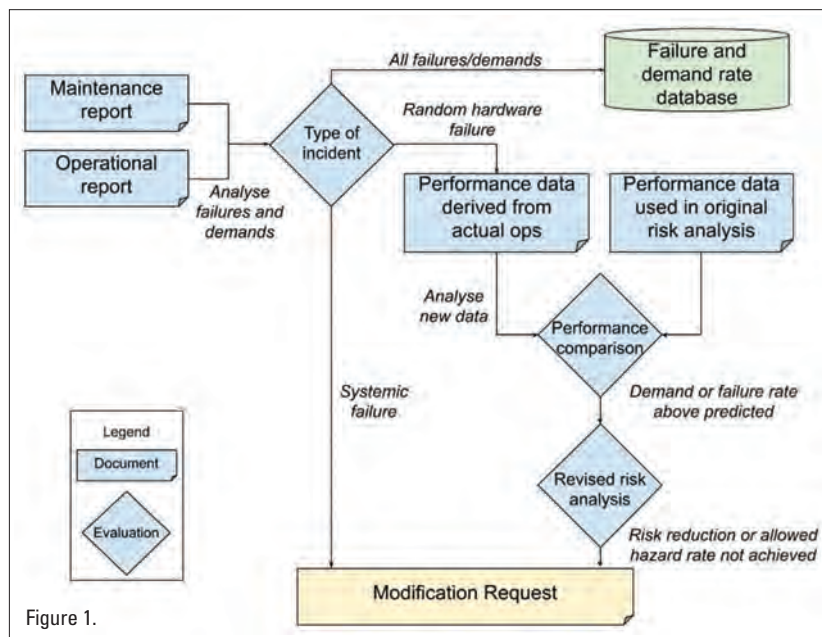 All failures/demands
Failure and
demand rate
database
Maintenance
report
Random hardware
failure
Type of
incident
Operational
report
Analyse
failures and
demands
Performance data
derived from
actual ops
Performance data
used in original
risk analysis
Analyse
new data
Performance
comparison
Systemic
failure
Demand or failure rate
above predicted
Legend
Document
Evaluation
Revised risk
analysis
Risk reduction or allowed
hazard rate not achieved
Modification Request
Figure 1.